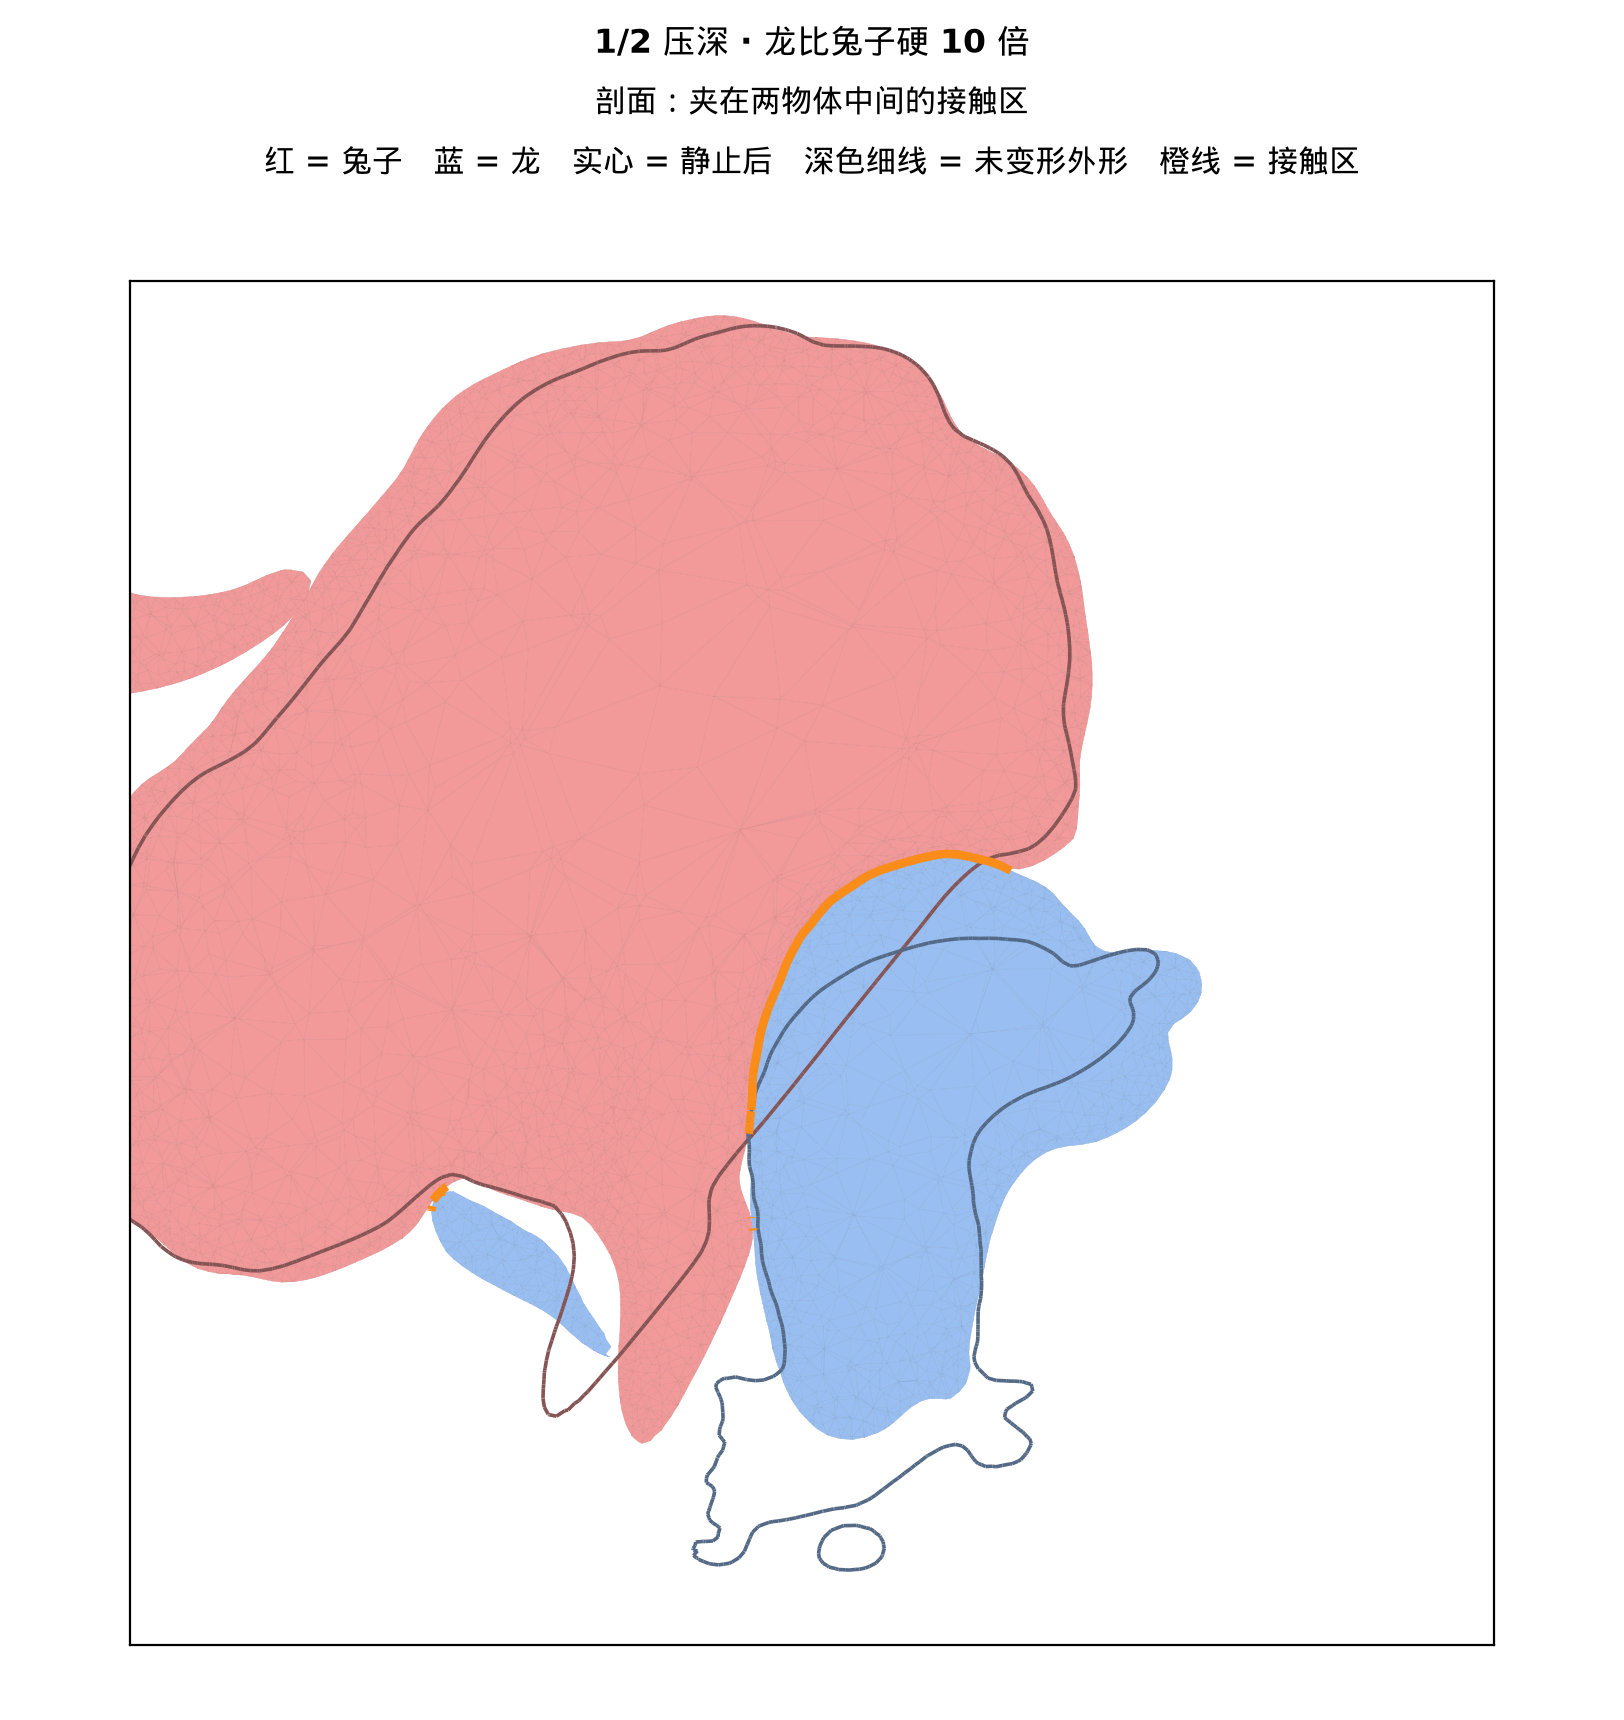 1/2 压深 · 龙比兔子硬 10 倍
剖面：夹在两物体中间的接触区
红 = 兔子 蓝 = 龙 实心 = 静止后 深色细线 = 未变形外形 橙线 = 接触区